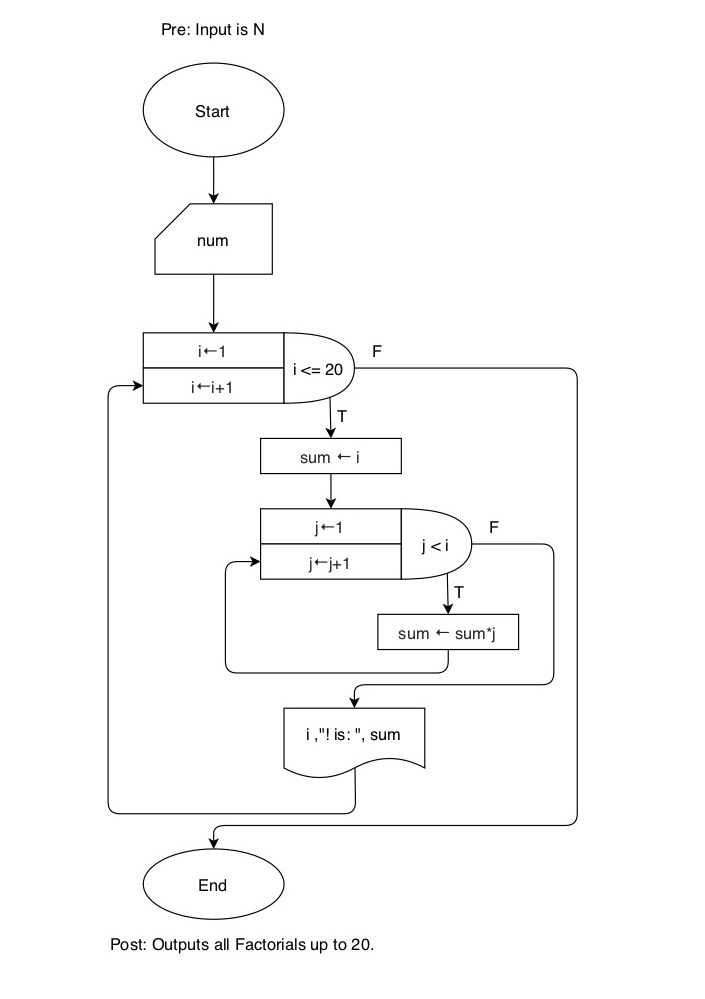 Pre: Input is N
Start
num
i←1
i←i+1
i <= 20
F
T
sum ← i
j←1
j←j+1
j < i
F
T
sum ← sum*j
i ,"! is: ", sum
End
Post: Outputs all Factorials up to 20.